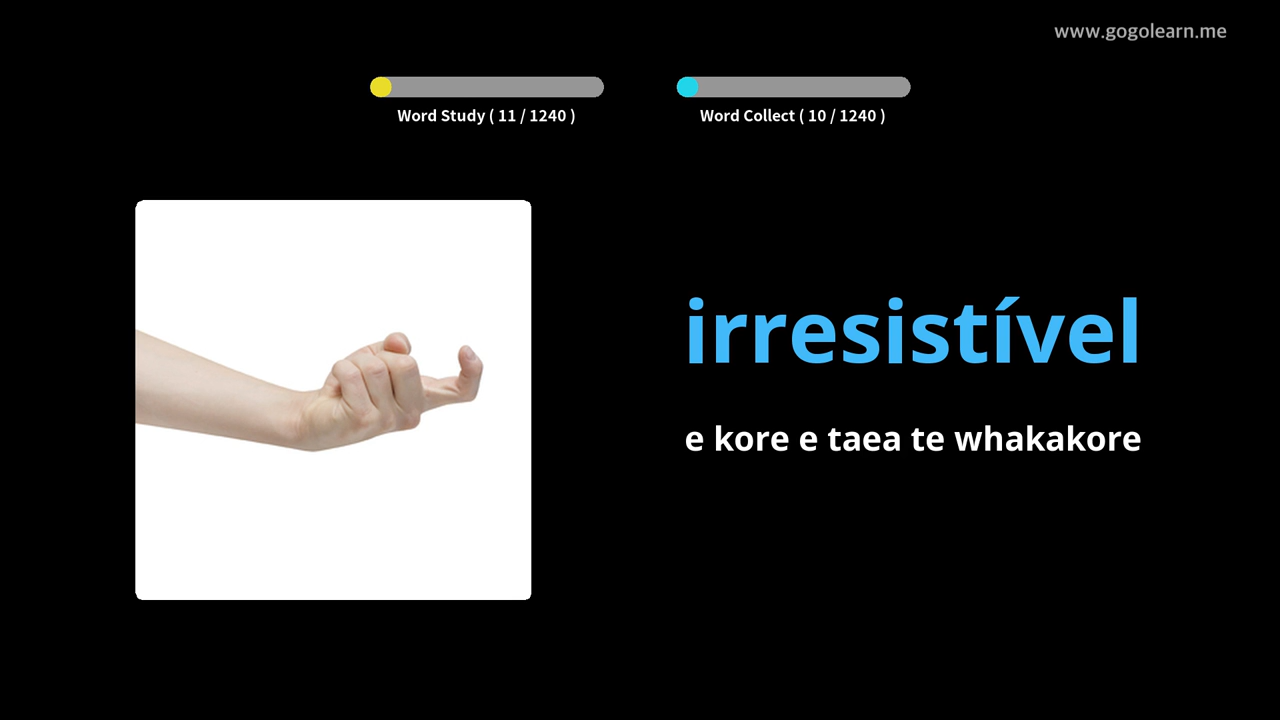 www.gogolearn.me
Word Study ( 11 / 1240 )
Word Collect ( 10 / 1240 )
irresistível
e kore e taea te whakakore